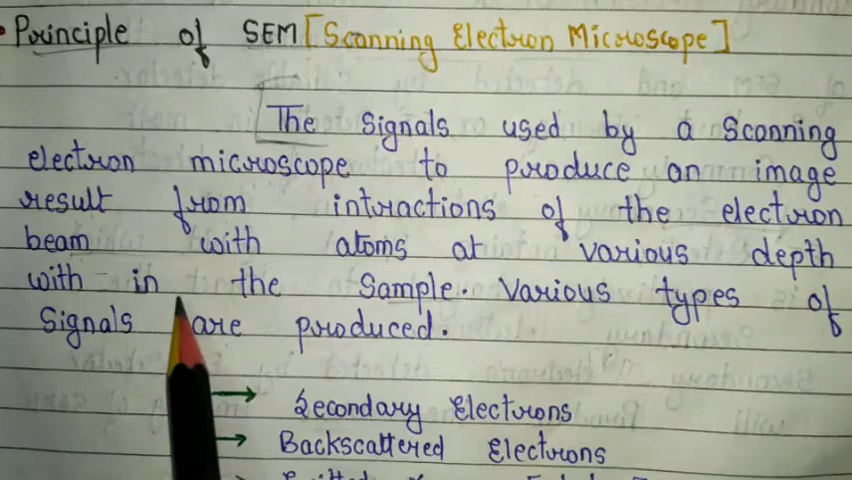 • Principle of SEM [Scanning Electron Microscope]
The Signals used by a Scanning
electron microscope to produce an image
result from intractions of the electron
beam with atoms at various depth
with in the Sample. Various types of
Signals are produced.
→ Secondary Electrons
→ Backscattered Electrons